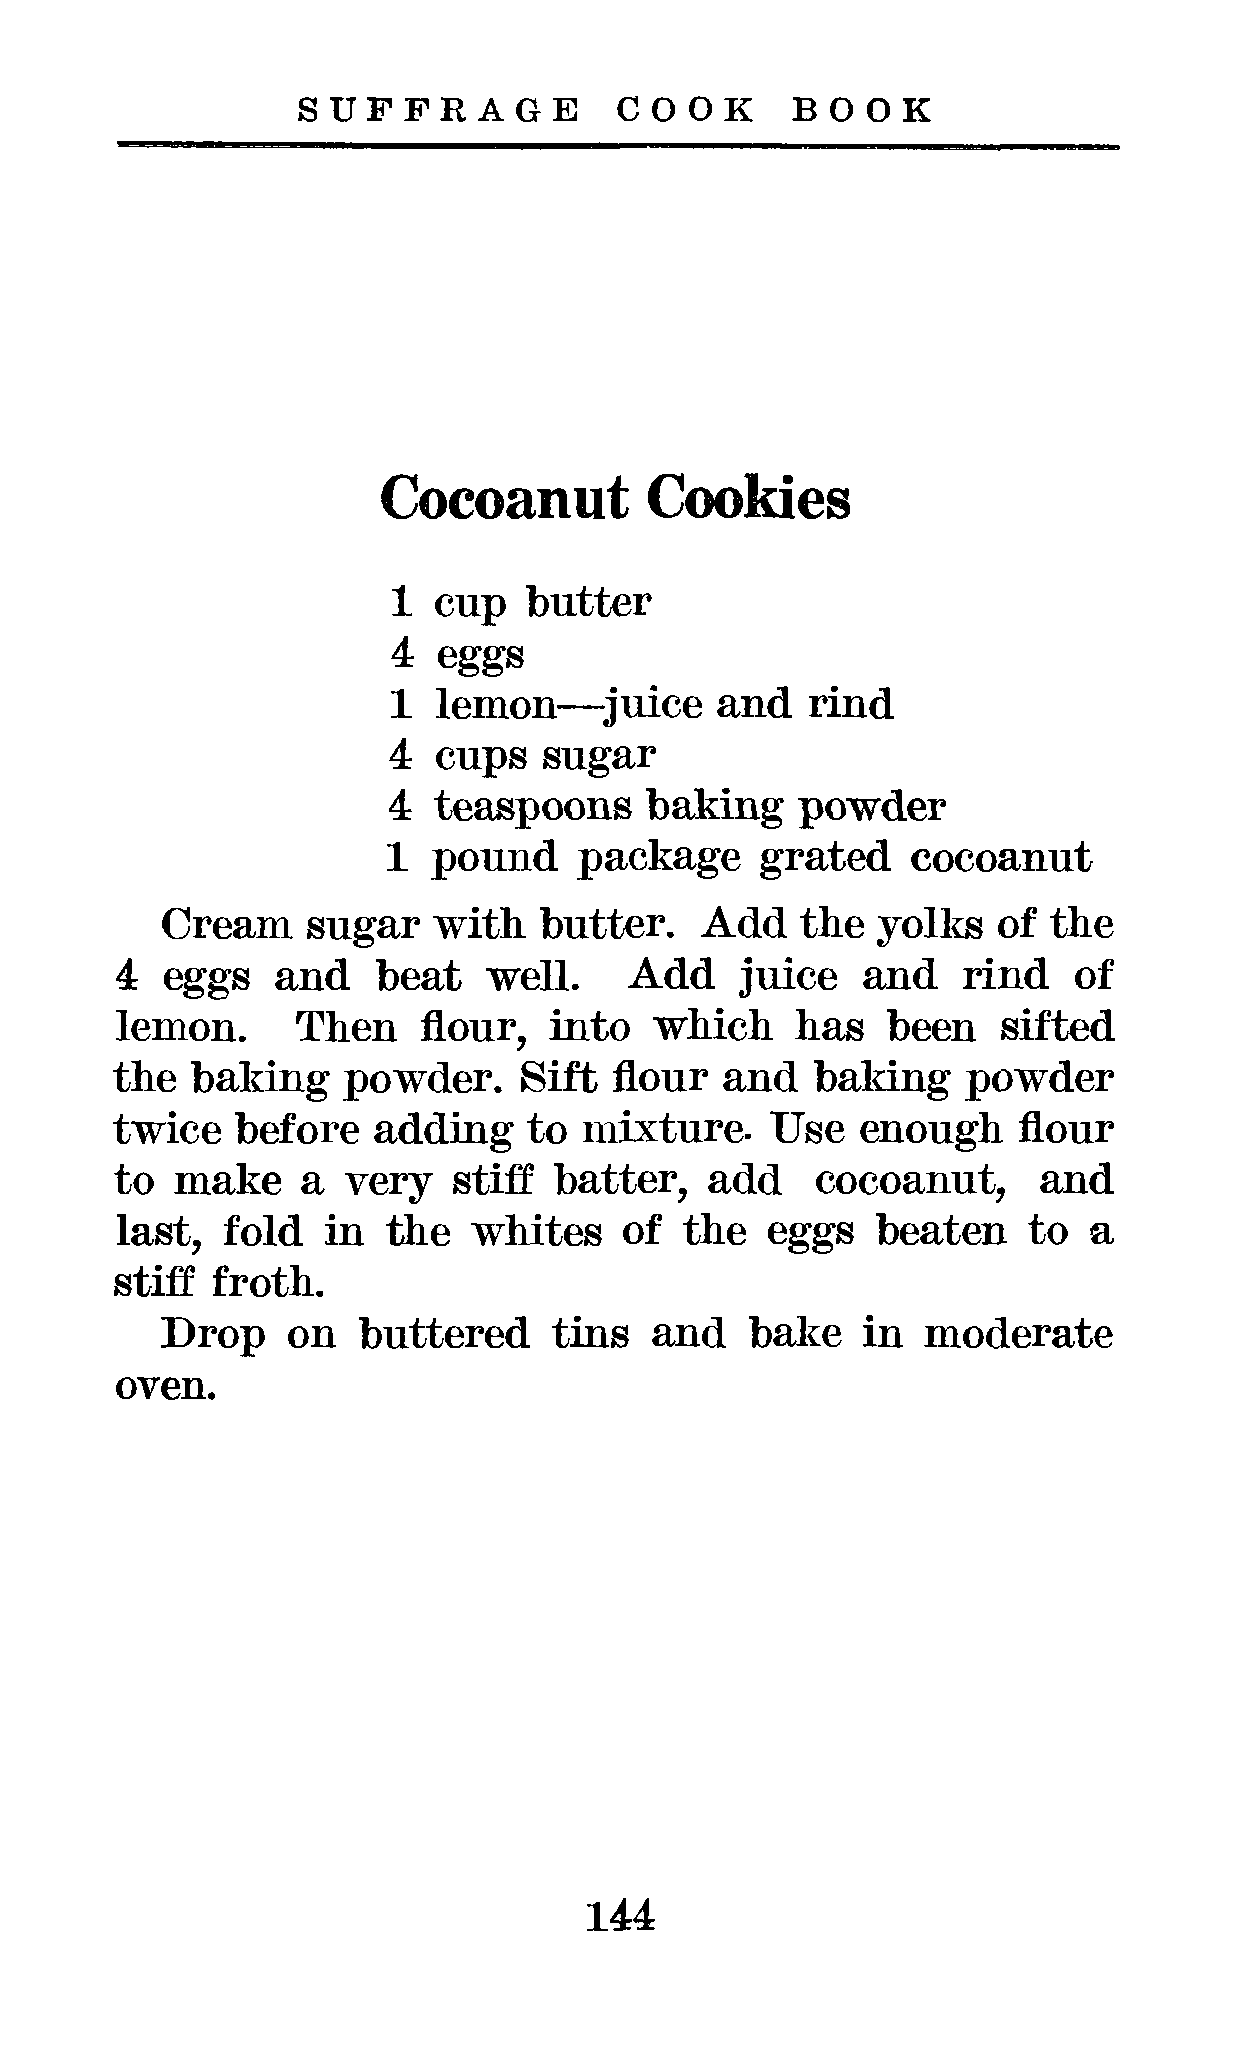 SUFFRAGE COOK BOOK
Cocoanut Cookies
1 cup butter
4 eggs
1 lemon—juice and rind
4 cups sugar
4 teaspoons baking powder
1 pound package grated cocoanut
Cream sugar with butter. Add the yolks of the
4 eggs and beat well. Add juice and rind of
lemon. Then flour, into which has been sifted
the baking powder. Sift flour and baking powder
twice before adding to mixture. Use enough flour
to make a very stiff batter, add cocoanut, and
last, fold in the whites of the eggs beaten to a
stiff froth.
Drop on buttered tins and bake in moderate
oven.
144